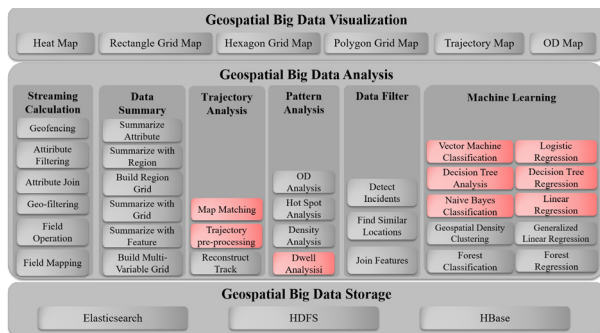 Geospatial Big Data Visualization
Heat Map
Rectangle Grid Map
Hexagon Grid Map
Polygon Grid Map
Trajectory Map
OD Map
Geospatial Big Data Analysis
Streaming
Calculation
Geofencing
Attiribute
Filtering
Attribute Join
Geo-filtering
Field
Operation
Field Mapping
Data
Summary
Summarize
Attribute
Summarize with
Region
Build Region
Grid
Summarize with
Grid
Summarize with
Feature
Build Multi-
Variable Grid
Trajectory
Analysis
Map Matching
Trajectory
pre-processing
Reconstruct
Track
Pattern
Analysis
OD
Analysis
Hot Spot
Analysis
Density
Analysis
Dwell
Analysisi
Data Filter
Detect
Incidents
Find Similar
Locations
Join Features
Machine Learning
Vector Machine
Classification
Logistic
Regression
Decision Tree
Analysis
Decision Tree
Regression
Naive Bayes
Classification
Linear
Regression
Geospatial Density
Clustering
Generalized
Linear Regression
Forest
Classification
Forest
Regression
Geospatial Big Data Storage
Elasticsearch
HDFS
HBase